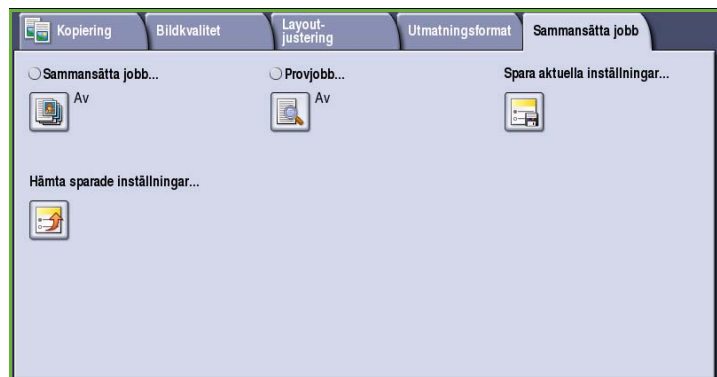 Kopiering
Bildkvalitet
Layout-
justering
Utmatningsformat
Sammansätta jobb
Sammansätta jobb...
Av
Provjobb...
Av
Spara aktuella inställningar...
Hämta sparade inställningar...